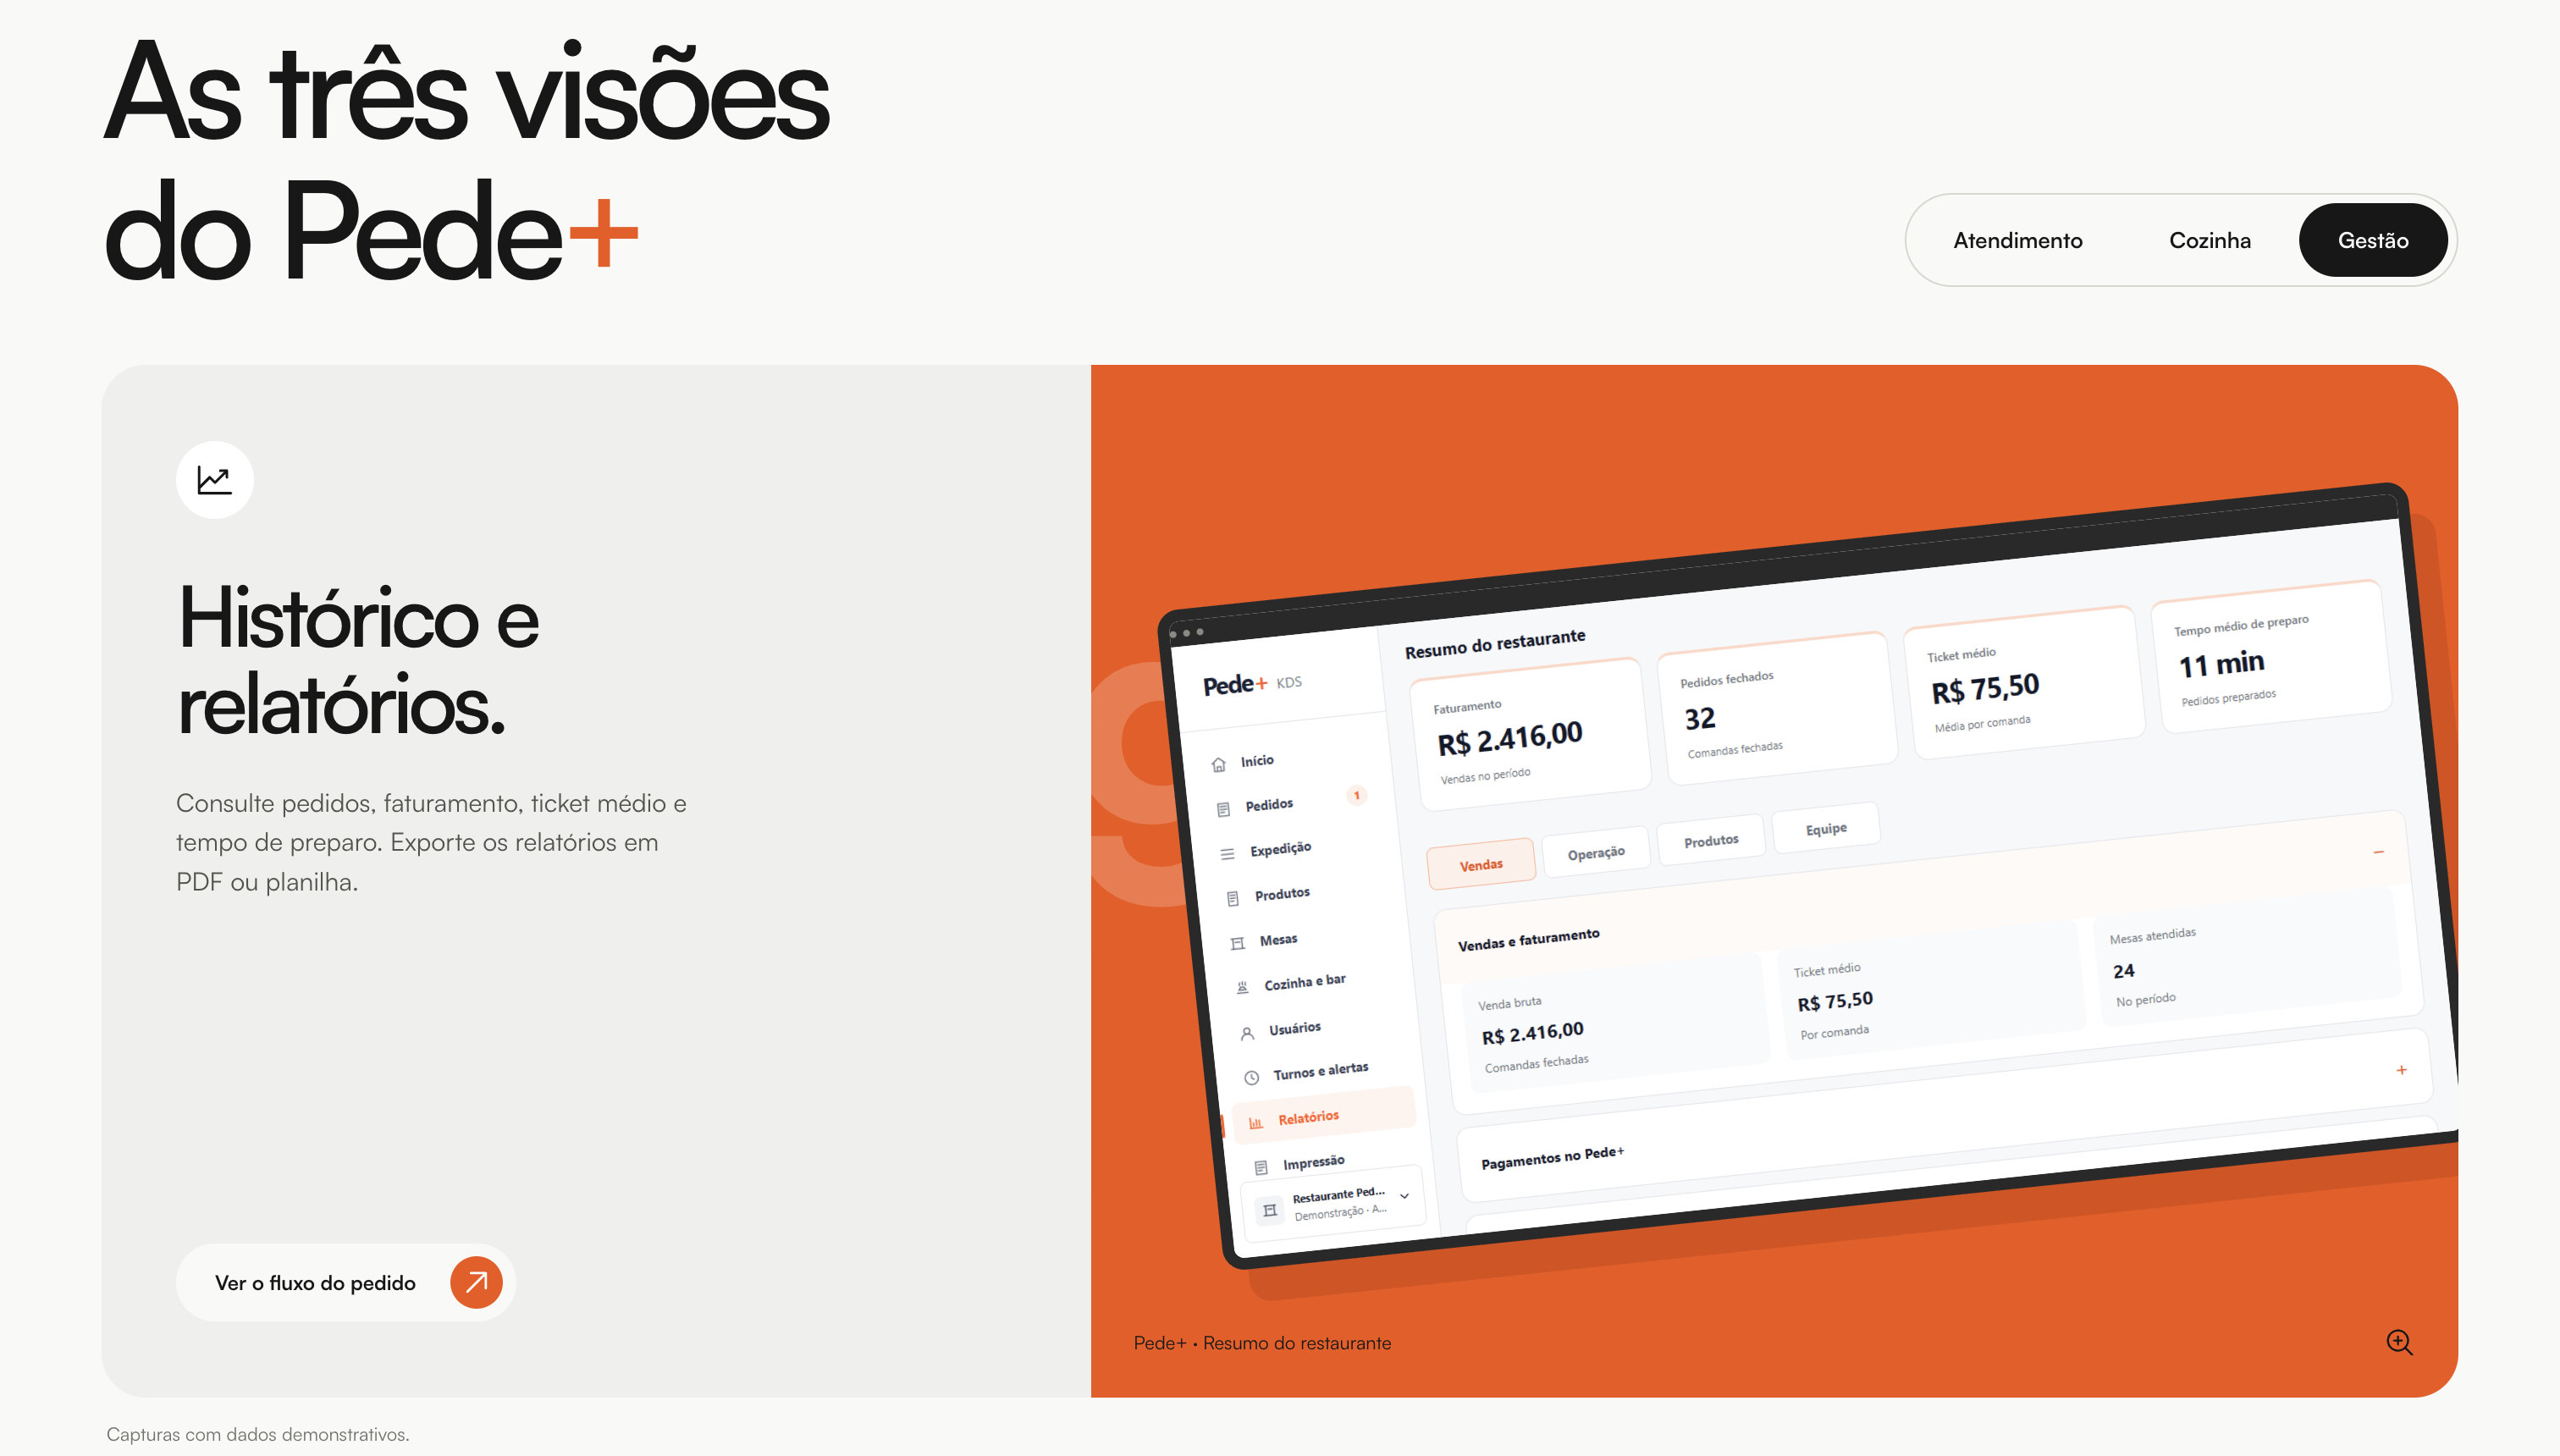 As três visões
do Pede+
Atendimento
Cozinha
Gestão
Histórico e
relatórios.
Consulte pedidos, faturamento, ticket médio e
tempo de preparo. Exporte os relatórios em
PDF ou planilha.
Ver o fluxo do pedido
Pede+ KDS
Início
Pedidos 1
Expedição
Produtos
Mesas
Cozinha e bar
Usuários
Turnos e alertas
Relatórios
Impressão
Restaurante Ped...
Demonstração · A...
Resumo do restaurante
Faturamento
R$ 2.416,00
Vendas no período
Pedidos fechados
32
Comandas fechadas
Ticket médio
R$ 75,50
Média por comanda
Tempo médio de preparo
11 min
Pedidos preparados
Vendas
Operação
Produtos
Equipe
Vendas e faturamento
Venda bruta
R$ 2.416,00
Comandas fechadas
Ticket médio
R$ 75,50
Por comanda
Mesas atendidas
24
No período
Pagamentos no Pede+
Pede+ · Resumo do restaurante
Capturas com dados demonstrativos.